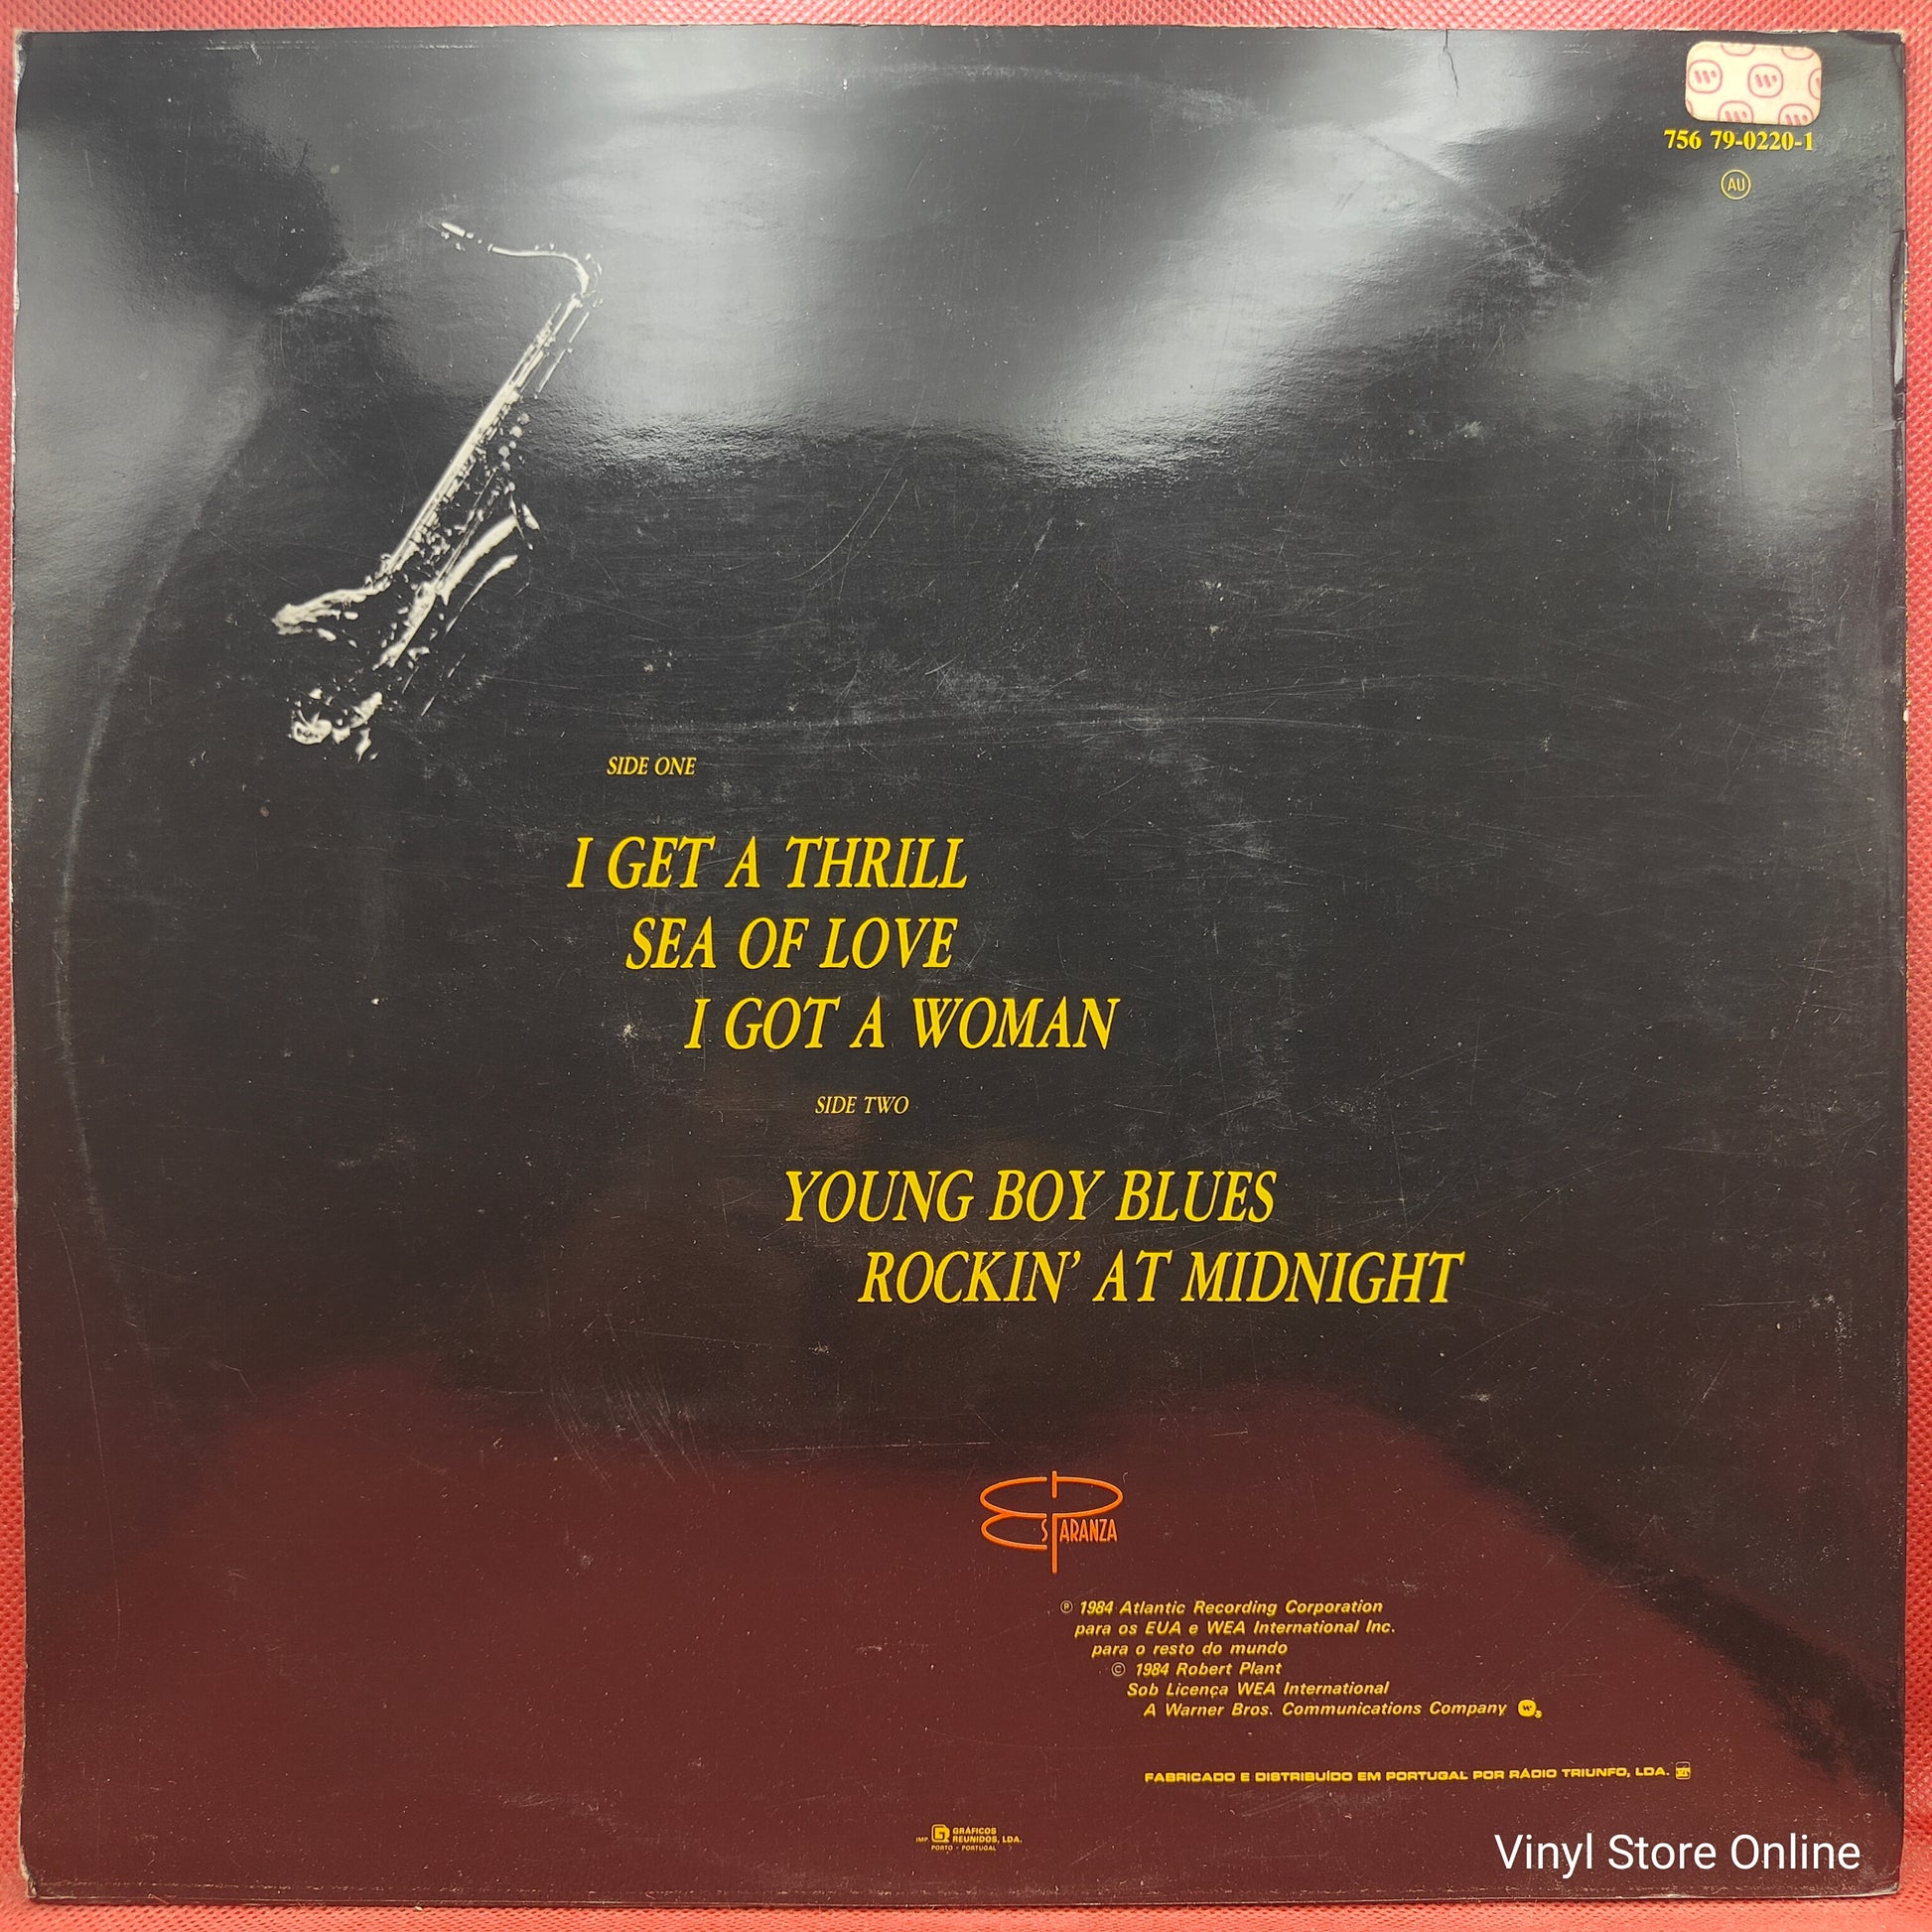 756 79-0220-1
AU
SIDE ONE
I GET A THRILL
SEA OF LOVE
I GOT A WOMAN
SIDE TWO
YOUNG BOY BLUES
ROCKIN' AT MIDNIGHT
ESPARANZA
℗ 1984 Atlantic Recording Corporation
para os EUA e WEA International Inc.
para o resto do mundo
© 1984 Robert Plant
Sob Licença WEA International
A Warner Bros. Communications Company
FABRICADO E DISTRIBUÍDO EM PORTUGAL POR RÁDIO TRIUNFO, LDA.
IMP. GRÁFICOS
REUNIDOS, LDA.
PORTO - PORTUGAL
Vinyl Store Online